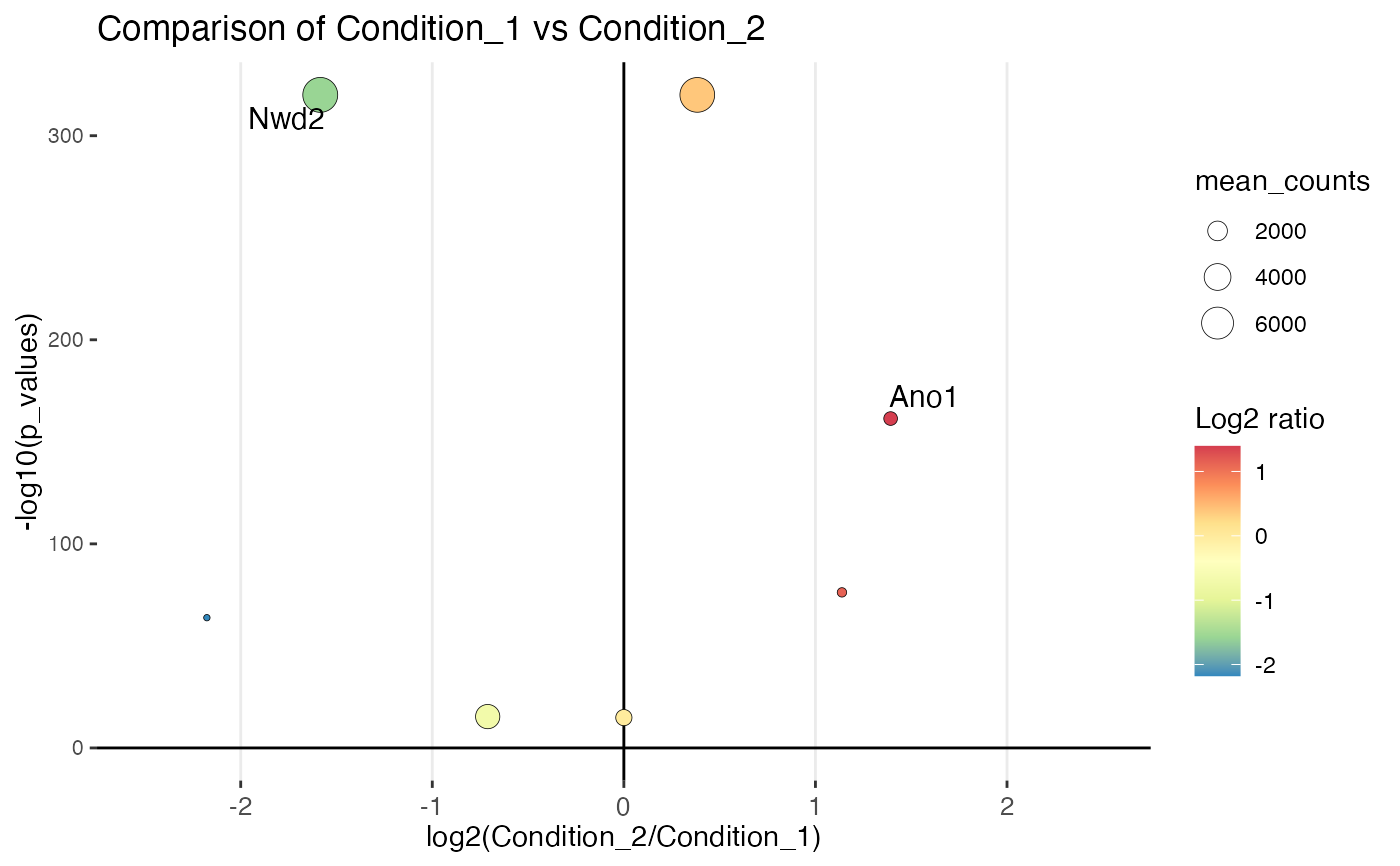 Comparison of Condition_1 vs Condition_2
Nwd2
Ano1
-log10(p_values)
300
200
100
0
-2
-1
0
1
2
log2(Condition_2/Condition_1)
mean_counts
2000
4000
6000
Log2 ratio
1
0
-1
-2